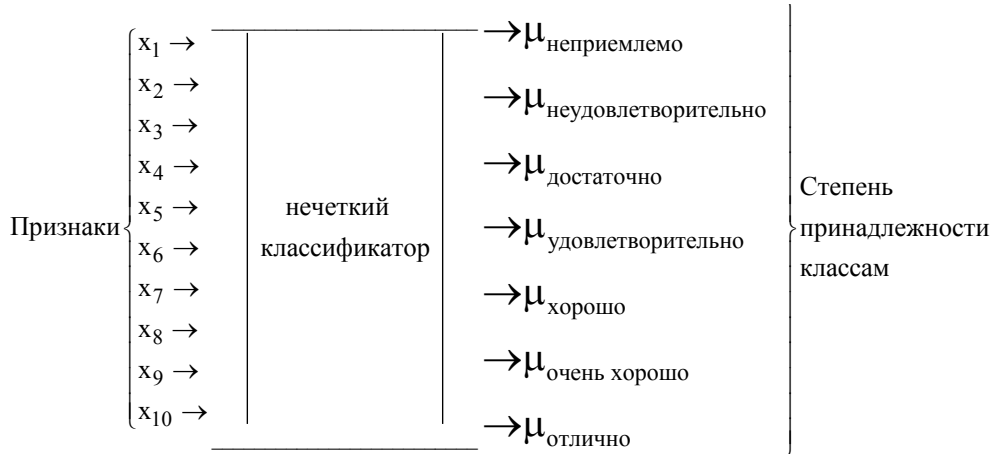 Признаки
x1 →
x2 →
x3 →
x4 →
x5 →
x6 →
x7 →
x8 →
x9 →
x10 →
нечеткий
классификатор
→μнеприемлемо
→μнеудовлетворительно
→μдостаточно
→μудовлетворительно
→μхорошо
→μочень хорошо
→μотлично
Степень
принадлежности
классам